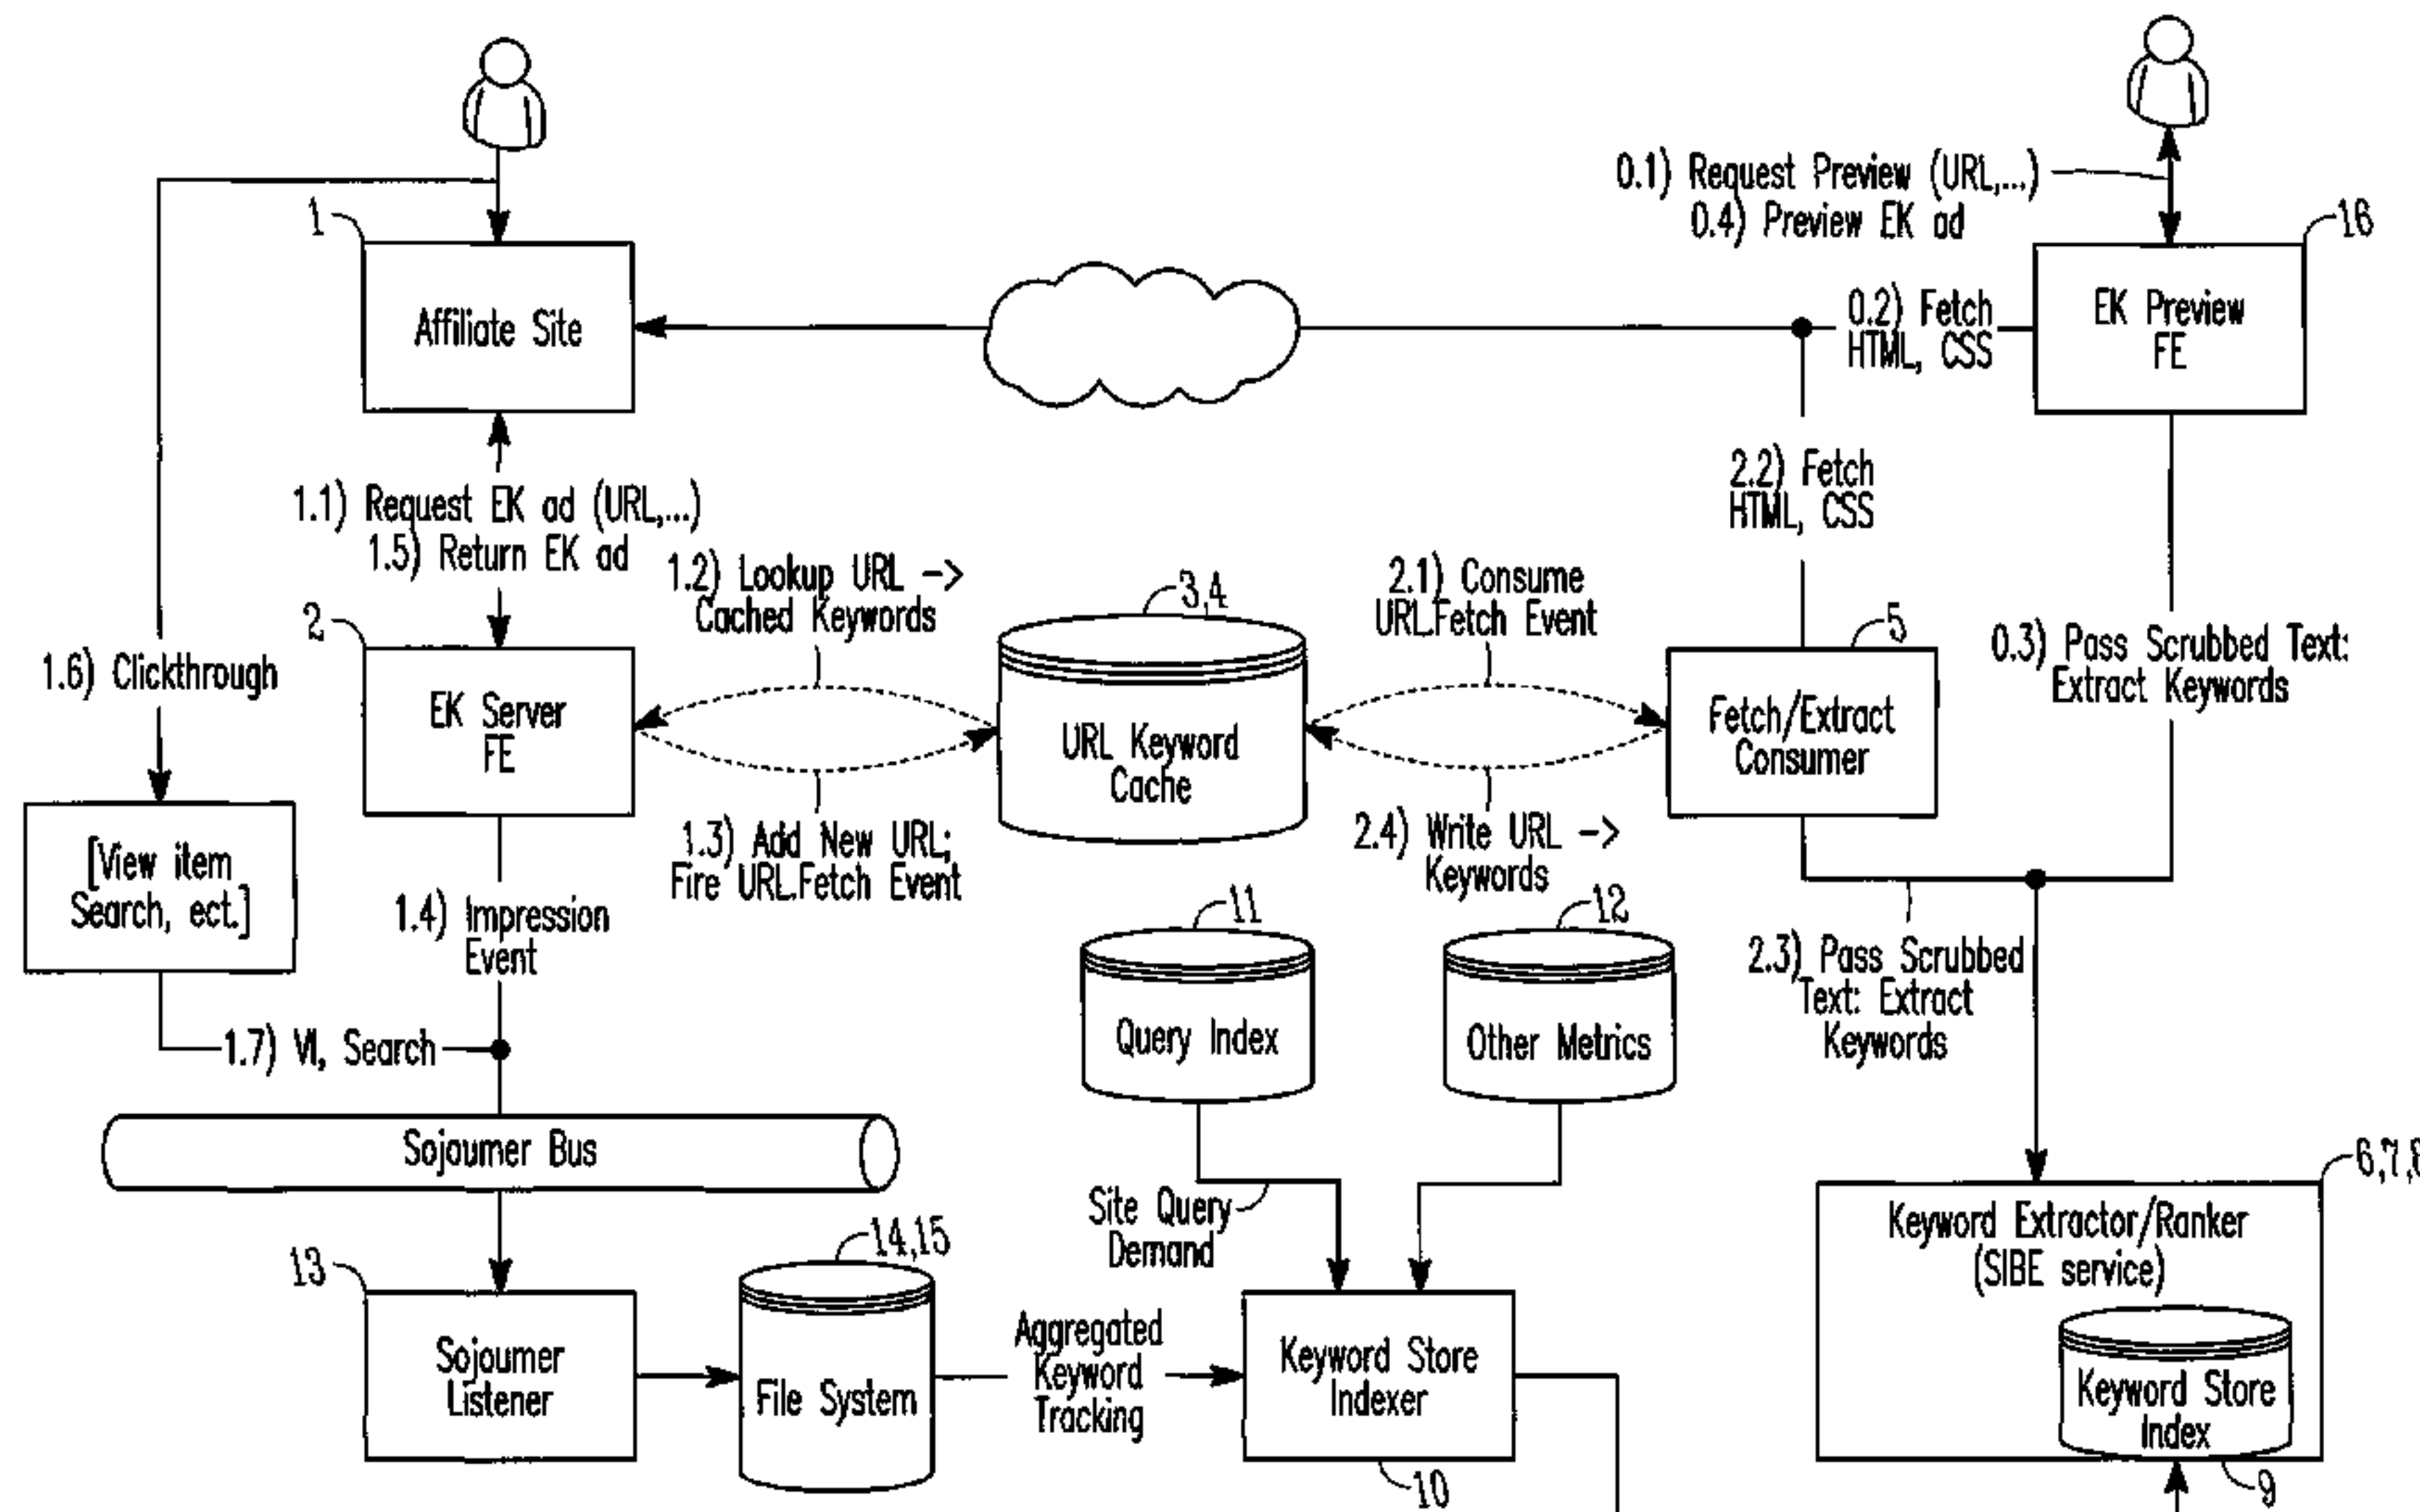 0.1) Request Preview (URL,...)
0.4) Preview EK ad
1
16
Affiliate Site
0.2) Fetch
HTML, CSS
EK Preview
FE
1.1) Request EK ad (URL,...)
1.5) Return EK ad
2.2) Fetch
HTML, CSS
1.2) Lookup URL ->
Cached Keywords
3,4
2.1) Consume
URL.Fetch Event
2
5
1.6) Clickthrough
EK Server
FE
URL Keyword
Cache
Fetch/Extract
Consumer
0.3) Pass Scrubbed Text:
Extract Keywords
[View item
Search, ect.]
1.3) Add New URL;
Fire URL.Fetch Event
2.4) Write URL ->
Keywords
1.4) Impression
Event
11
12
2.3) Pass Scrubbed
Text: Extract
Keywords
Query Index
Other Metrics
1.7) VI, Search
Sojoumer Bus
Site Query
Demand
6,7,8
Keyword Extractor/Ranker
(SIBE service)
13
14,15
Sojoumer
Listener
File System
Aggregated
Keyword
Tracking
Keyword Store
Indexer
Keyword Store
Index
10
9